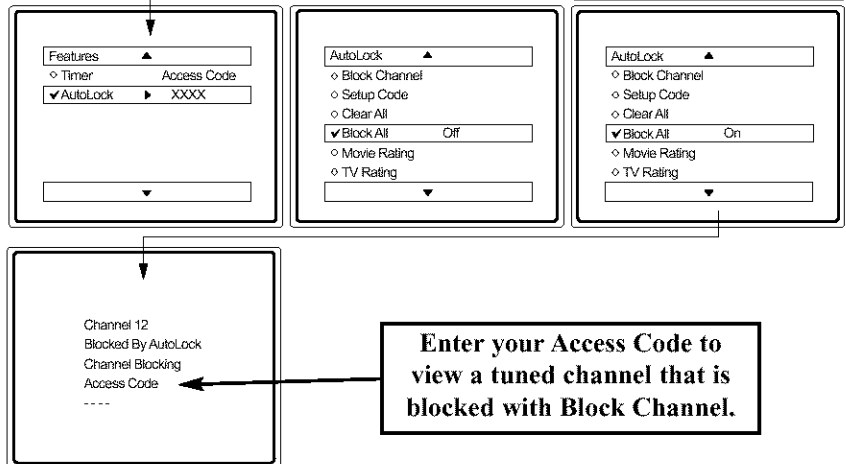 Features
Timer Access Code
AutoLock XXXX
AutoLock
Block Channel
Setup Code
Clear All
Block All Off
Movie Rating
TV Rating
AutoLock
Block Channel
Setup Code
Clear All
Block All On
Movie Rating
TV Rating
Channel 12
Blocked By AutoLock
Channel Blocking
Access Code
- - - -
Enter your Access Code to
view a tuned channel that is
blocked with Block Channel.